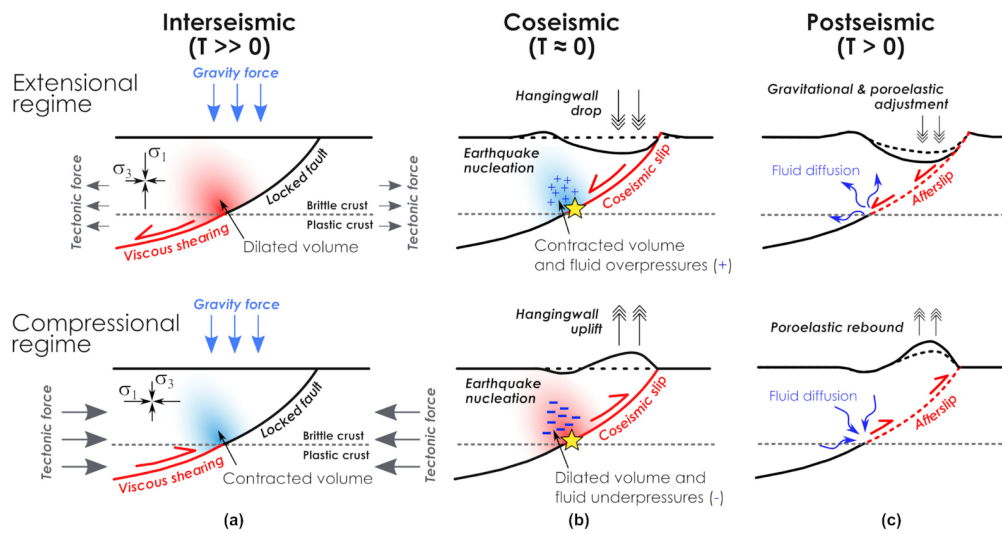 Interseismic
(T >> 0)
Coseismic
(T ≈ 0)
Postseismic
(T > 0)
Extensional
regime
Gravity force
Tectonic force
σ1
σ3
Locked fault
Brittle crust
Plastic crust
Viscous shearing
Dilated volume
Tectonic force
Hangingwall
drop
Earthquake
nucleation
Coseismic slip
Contracted volume
and fluid overpressures (+)
Gravitational & poroelastic
adjustment
Fluid diffusion
Afterslip
Compressional
regime
Gravity force
Tectonic force
σ3
σ1
Locked fault
Brittle crust
Plastic crust
Viscous shearing
Contracted volume
Tectonic force
Hangingwall
uplift
Earthquake
nucleation
Coseismic slip
Dilated volume and
fluid underpressures (-)
Poroelastic rebound
Fluid diffusion
Afterslip
(a)
(b)
(c)